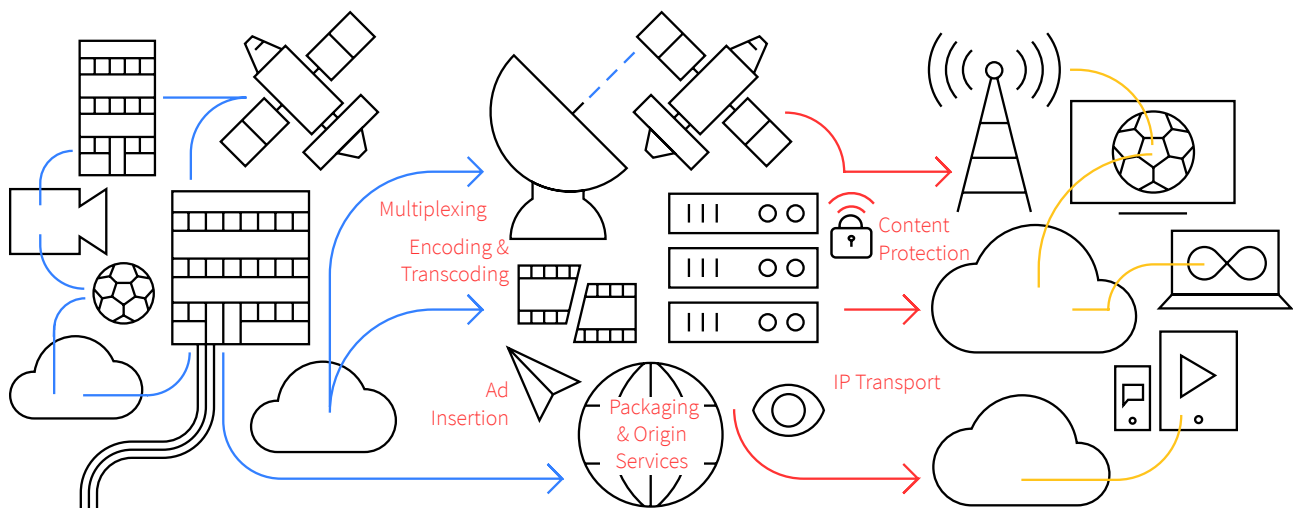 Multiplexing
Encoding &
Transcoding
Content
Protection
Ad
Insertion
Packaging
& Origin
Services
IP Transport